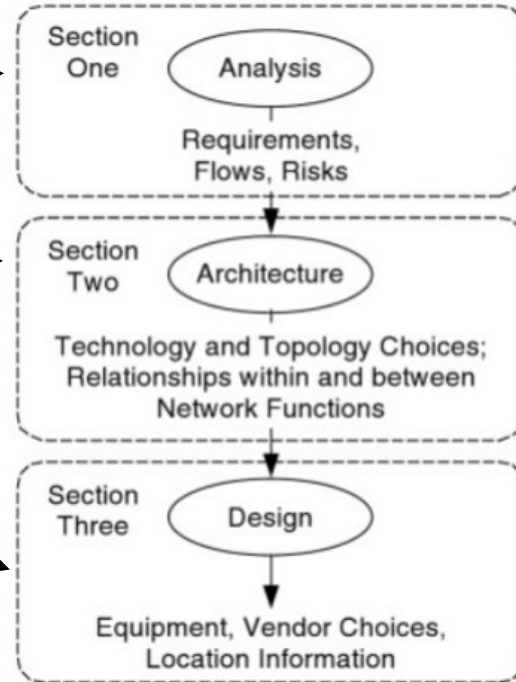 Section
One
Analysis
Requirements,
Flows, Risks
Section
Two
Architecture
Technology and Topology Choices;
Relationships within and between
Network Functions
Section
Three
Design
Equipment, Vendor Choices,
Location Information